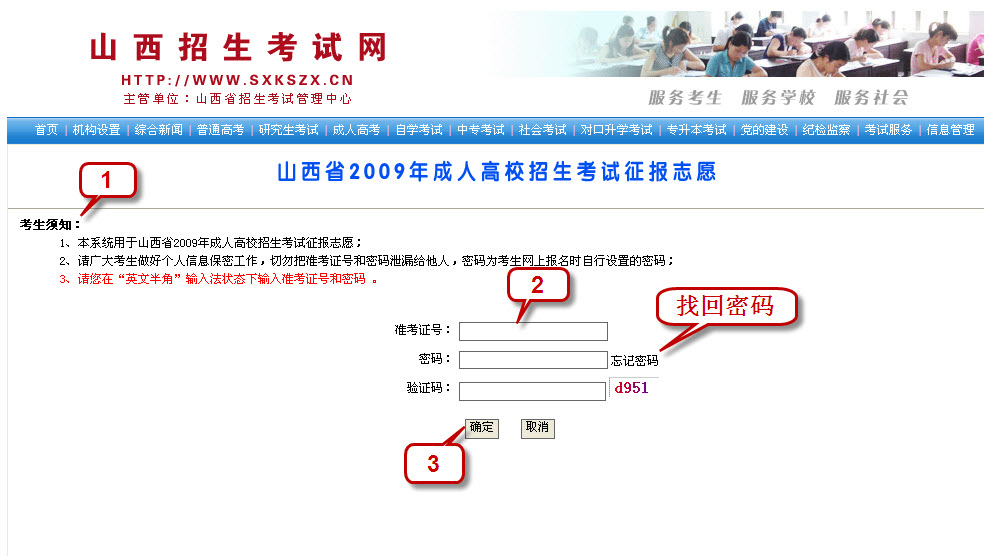 山西招生考试网
HTTP://WWW.SXKSZX.CN
主管单位：山西省招生考试管理中心
服务考生 服务学校 服务社会
首页 | 机构设置 | 综合新闻 | 普通高考 | 研究生考试 | 成人高考 | 自学考试 | 中专考试 | 社会考试 | 对口升学考试 | 专升本考试 | 党的建设 | 纪检监察 | 考试服务 | 信息管理
山西省2009年成人高校招生考试征报志愿
1
考生须知：
1、本系统用于山西省2009年成人高校招生考试征报志愿；
2、请广大考生做好个人信息保密工作，切勿把准考证号和密码泄漏给他人，密码为考生网上报名时自行设置的密码；
3、请您在“英文半角”输入法状态下输入准考证号和密码 。
2
找回密码
准考证号：
密码： 忘记密码
验证码： d951
确定 取消
3